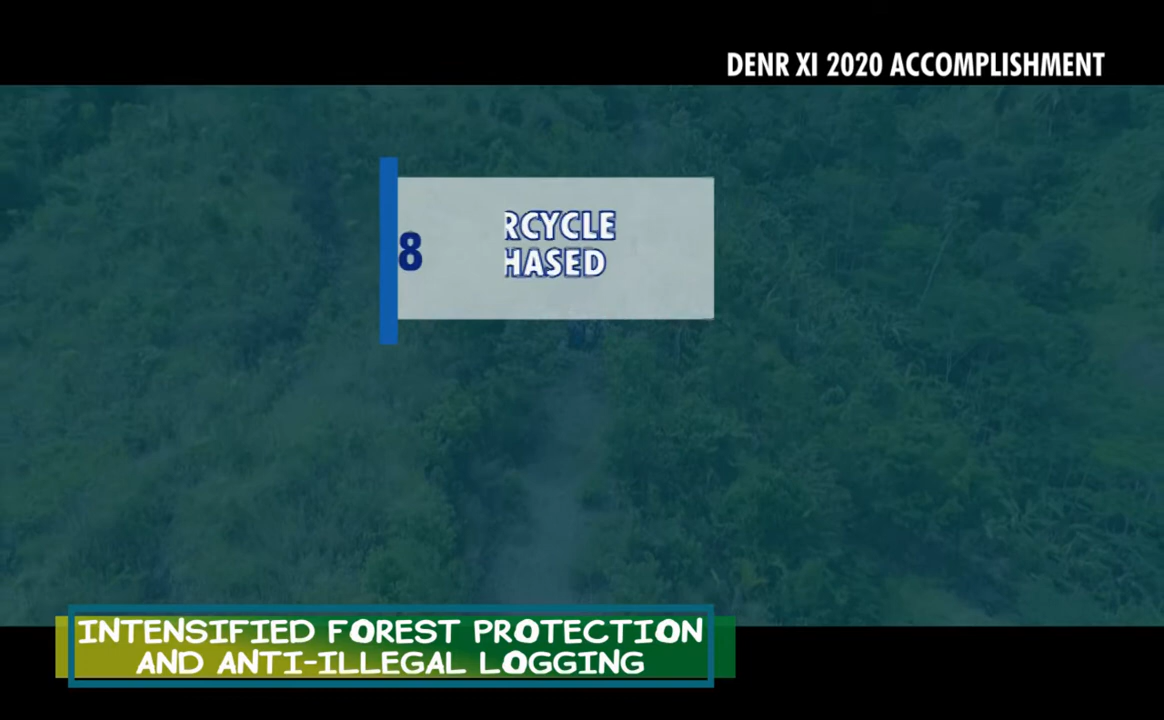 DENR XI 2020 ACCOMPLISHMENT
8
RCYCLE
HASED
INTENSIFIED FOREST PROTECTION
AND ANTI-ILLEGAL LOGGING